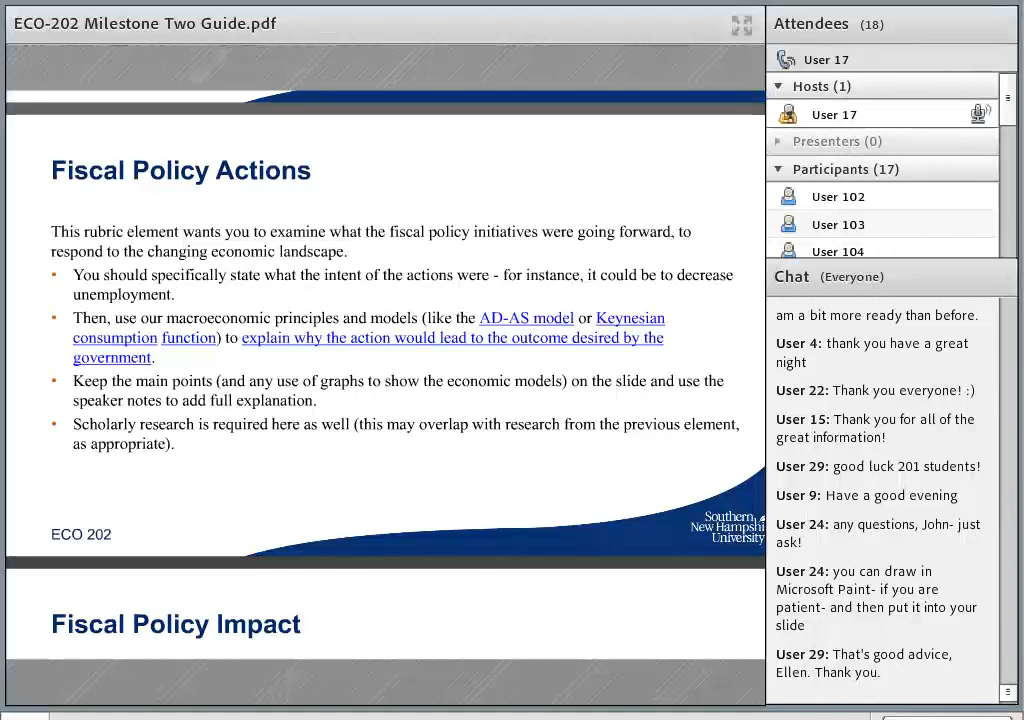 ECO-202 Milestone Two Guide.pdf
Fiscal Policy Actions
This rubric element wants you to examine what the fiscal policy initiatives were going forward, to
respond to the changing economic landscape.
• You should specifically state what the intent of the actions were - for instance, it could be to decrease
unemployment.
• Then, use our macroeconomic principles and models (like the AD-AS model or Keynesian
consumption function) to explain why the action would lead to the outcome desired by the
government.
• Keep the main points (and any use of graphs to show the economic models) on the slide and use the
speaker notes to add full explanation.
• Scholarly research is required here as well (this may overlap with research from the previous element,
as appropriate).
ECO 202
Southern
New Hampshi
University
Fiscal Policy Impact
Attendees (18)
User 17
Hosts (1)
User 17
Presenters (0)
Participants (17)
User 102
User 103
User 104
Chat (Everyone)
am a bit more ready than before.
User 4: thank you have a great
night
User 22: Thank you everyone! :)
User 15: Thank you for all of the
great information!
User 29: good luck 201 students!
User 9: Have a good evening
User 24: any questions, John- just
ask!
User 24: you can draw in
Microsoft Paint- if you are
patient- and then put it into your
slide
User 29: That's good advice,
Ellen. Thank you.